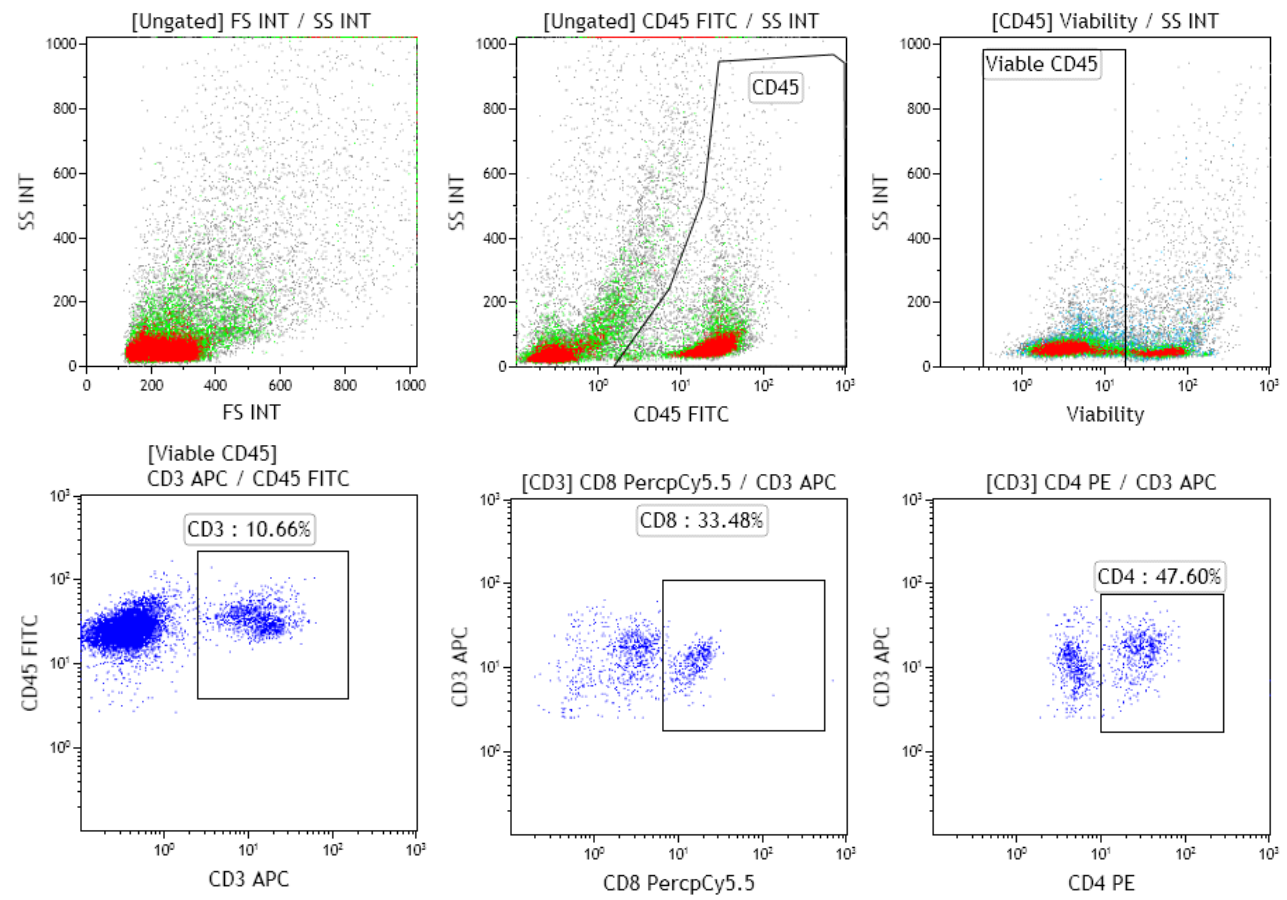 [Ungated] FS INT / SS INT
1000
800
600
400
200
0
SS INT
0 200 400 600 800 1000
FS INT
[Ungated] CD45 FITC / SS INT
1000
800
600
400
200
0
SS INT
CD45
10⁰ 10¹ 10² 10³
CD45 FITC
[CD45] Viability / SS INT
1000
800
600
400
200
0
SS INT
Viable CD45
10⁰ 10¹ 10² 10³
Viability
[Viable CD45]
CD3 APC / CD45 FITC
10³
10²
10¹
10⁰
CD45 FITC
CD3 : 10.66%
10⁰ 10¹ 10² 10³
CD3 APC
[CD3] CD8 PercpCy5.5 / CD3 APC
10³
10²
10¹
10⁰
CD3 APC
CD8 : 33.48%
10⁰ 10¹ 10² 10³
CD8 PercpCy5.5
[CD3] CD4 PE / CD3 APC
10³
10²
10¹
10⁰
CD3 APC
CD4 : 47.60%
10⁰ 10¹ 10² 10³
CD4 PE